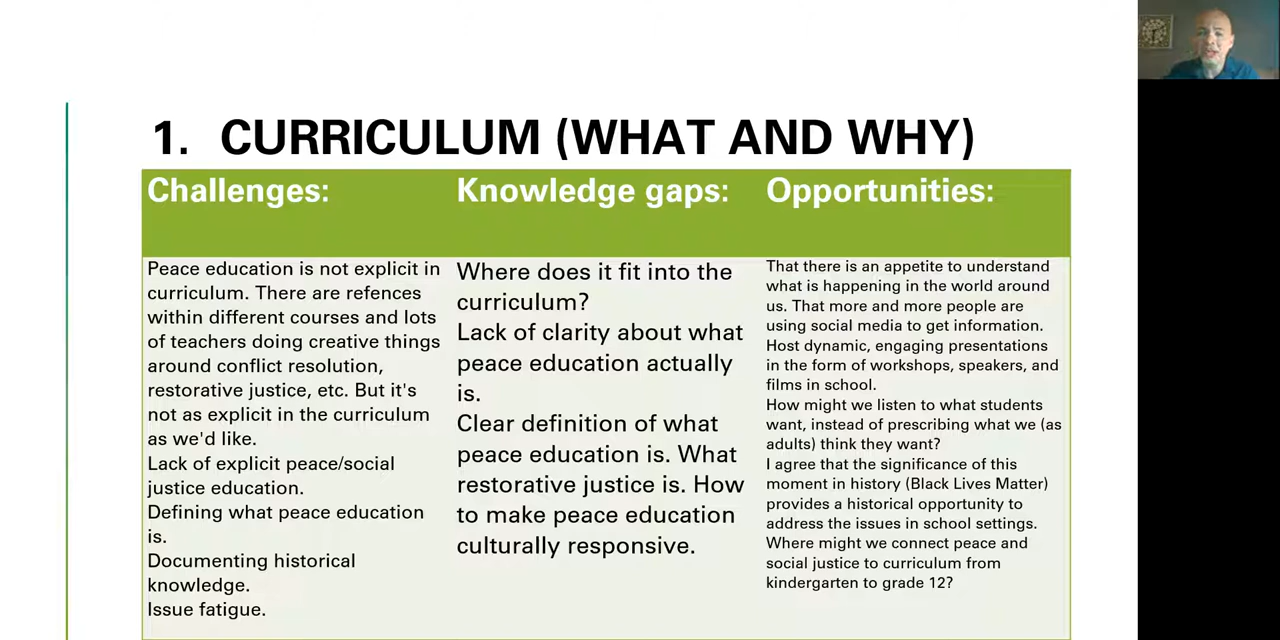 1. CURRICULUM (WHAT AND WHY)
Challenges:
Peace education is not explicit in
curriculum. There are refences
within different courses and lots
of teachers doing creative things
around conflict resolution,
restorative justice, etc. But it's
not as explicit in the curriculum
as we'd like.
Lack of explicit peace/social
justice education.
Defining what peace education
is.
Documenting historical
knowledge.
Issue fatigue.
Knowledge gaps:
Where does it fit into the
curriculum?
Lack of clarity about what
peace education actually
is.
Clear definition of what
peace education is. What
restorative justice is. How
to make peace education
culturally responsive.
Opportunities:
That there is an appetite to understand
what is happening in the world around
us. That more and more people are
using social media to get information.
Host dynamic, engaging presentations
in the form of workshops, speakers, and
films in school.
How might we listen to what students
want, instead of prescribing what we (as
adults) think they want?
I agree that the significance of this
moment in history (Black Lives Matter)
provides a historical opportunity to
address the issues in school settings.
Where might we connect peace and
social justice to curriculum from
kindergarten to grade 12?